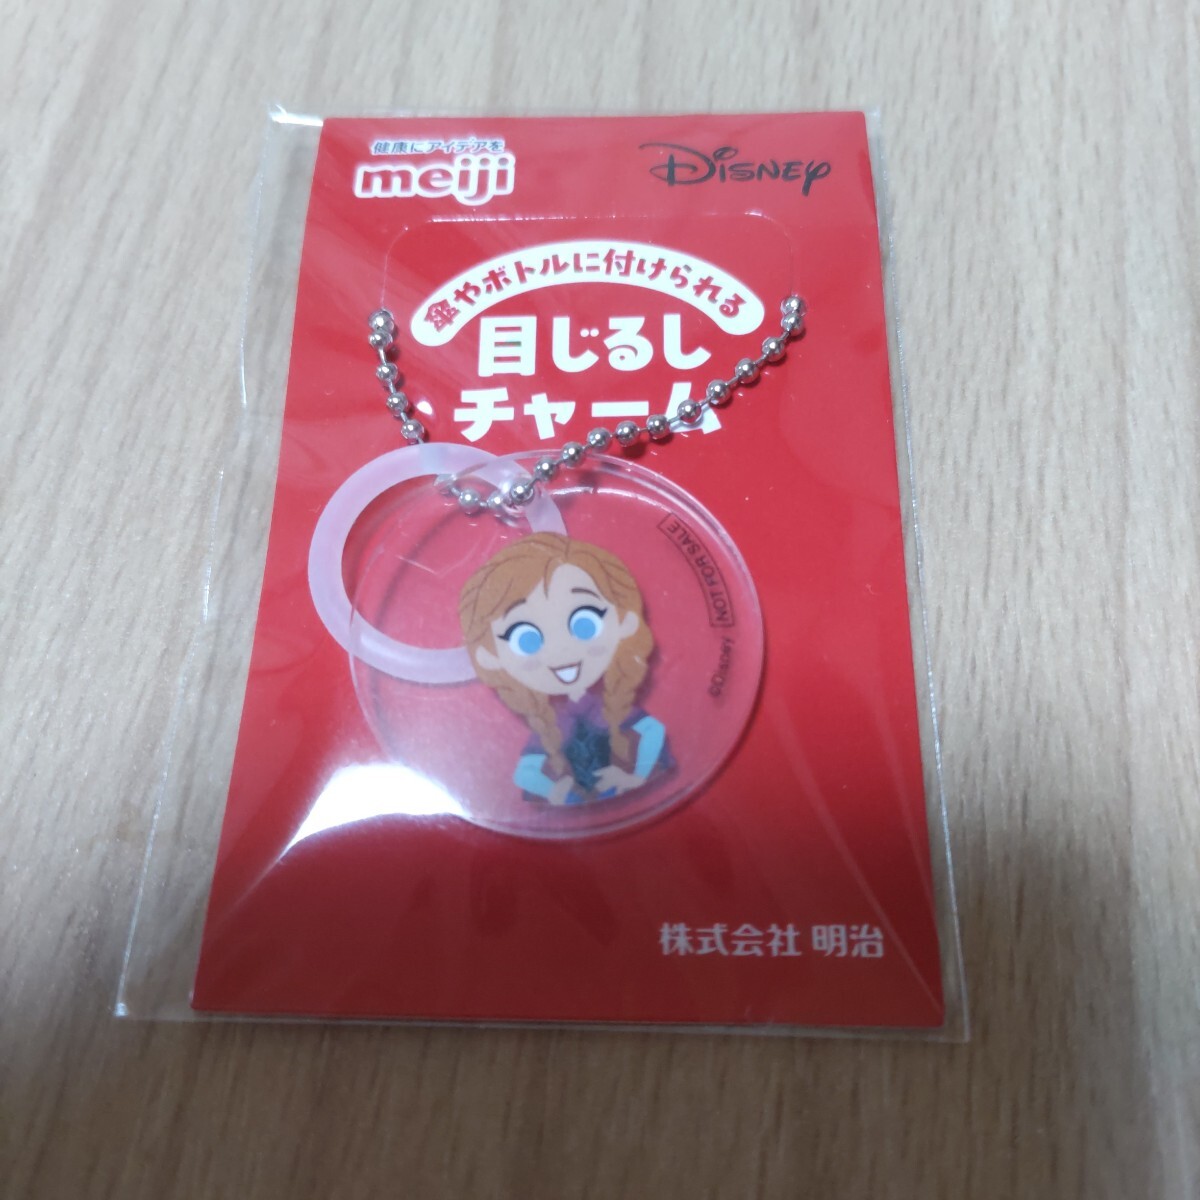 健康にアイデアを
meiji
Disney
傘やボトルに付けられる
目じるし
チャーム
NOT FOR SALE
©Disney
株式会社 明治